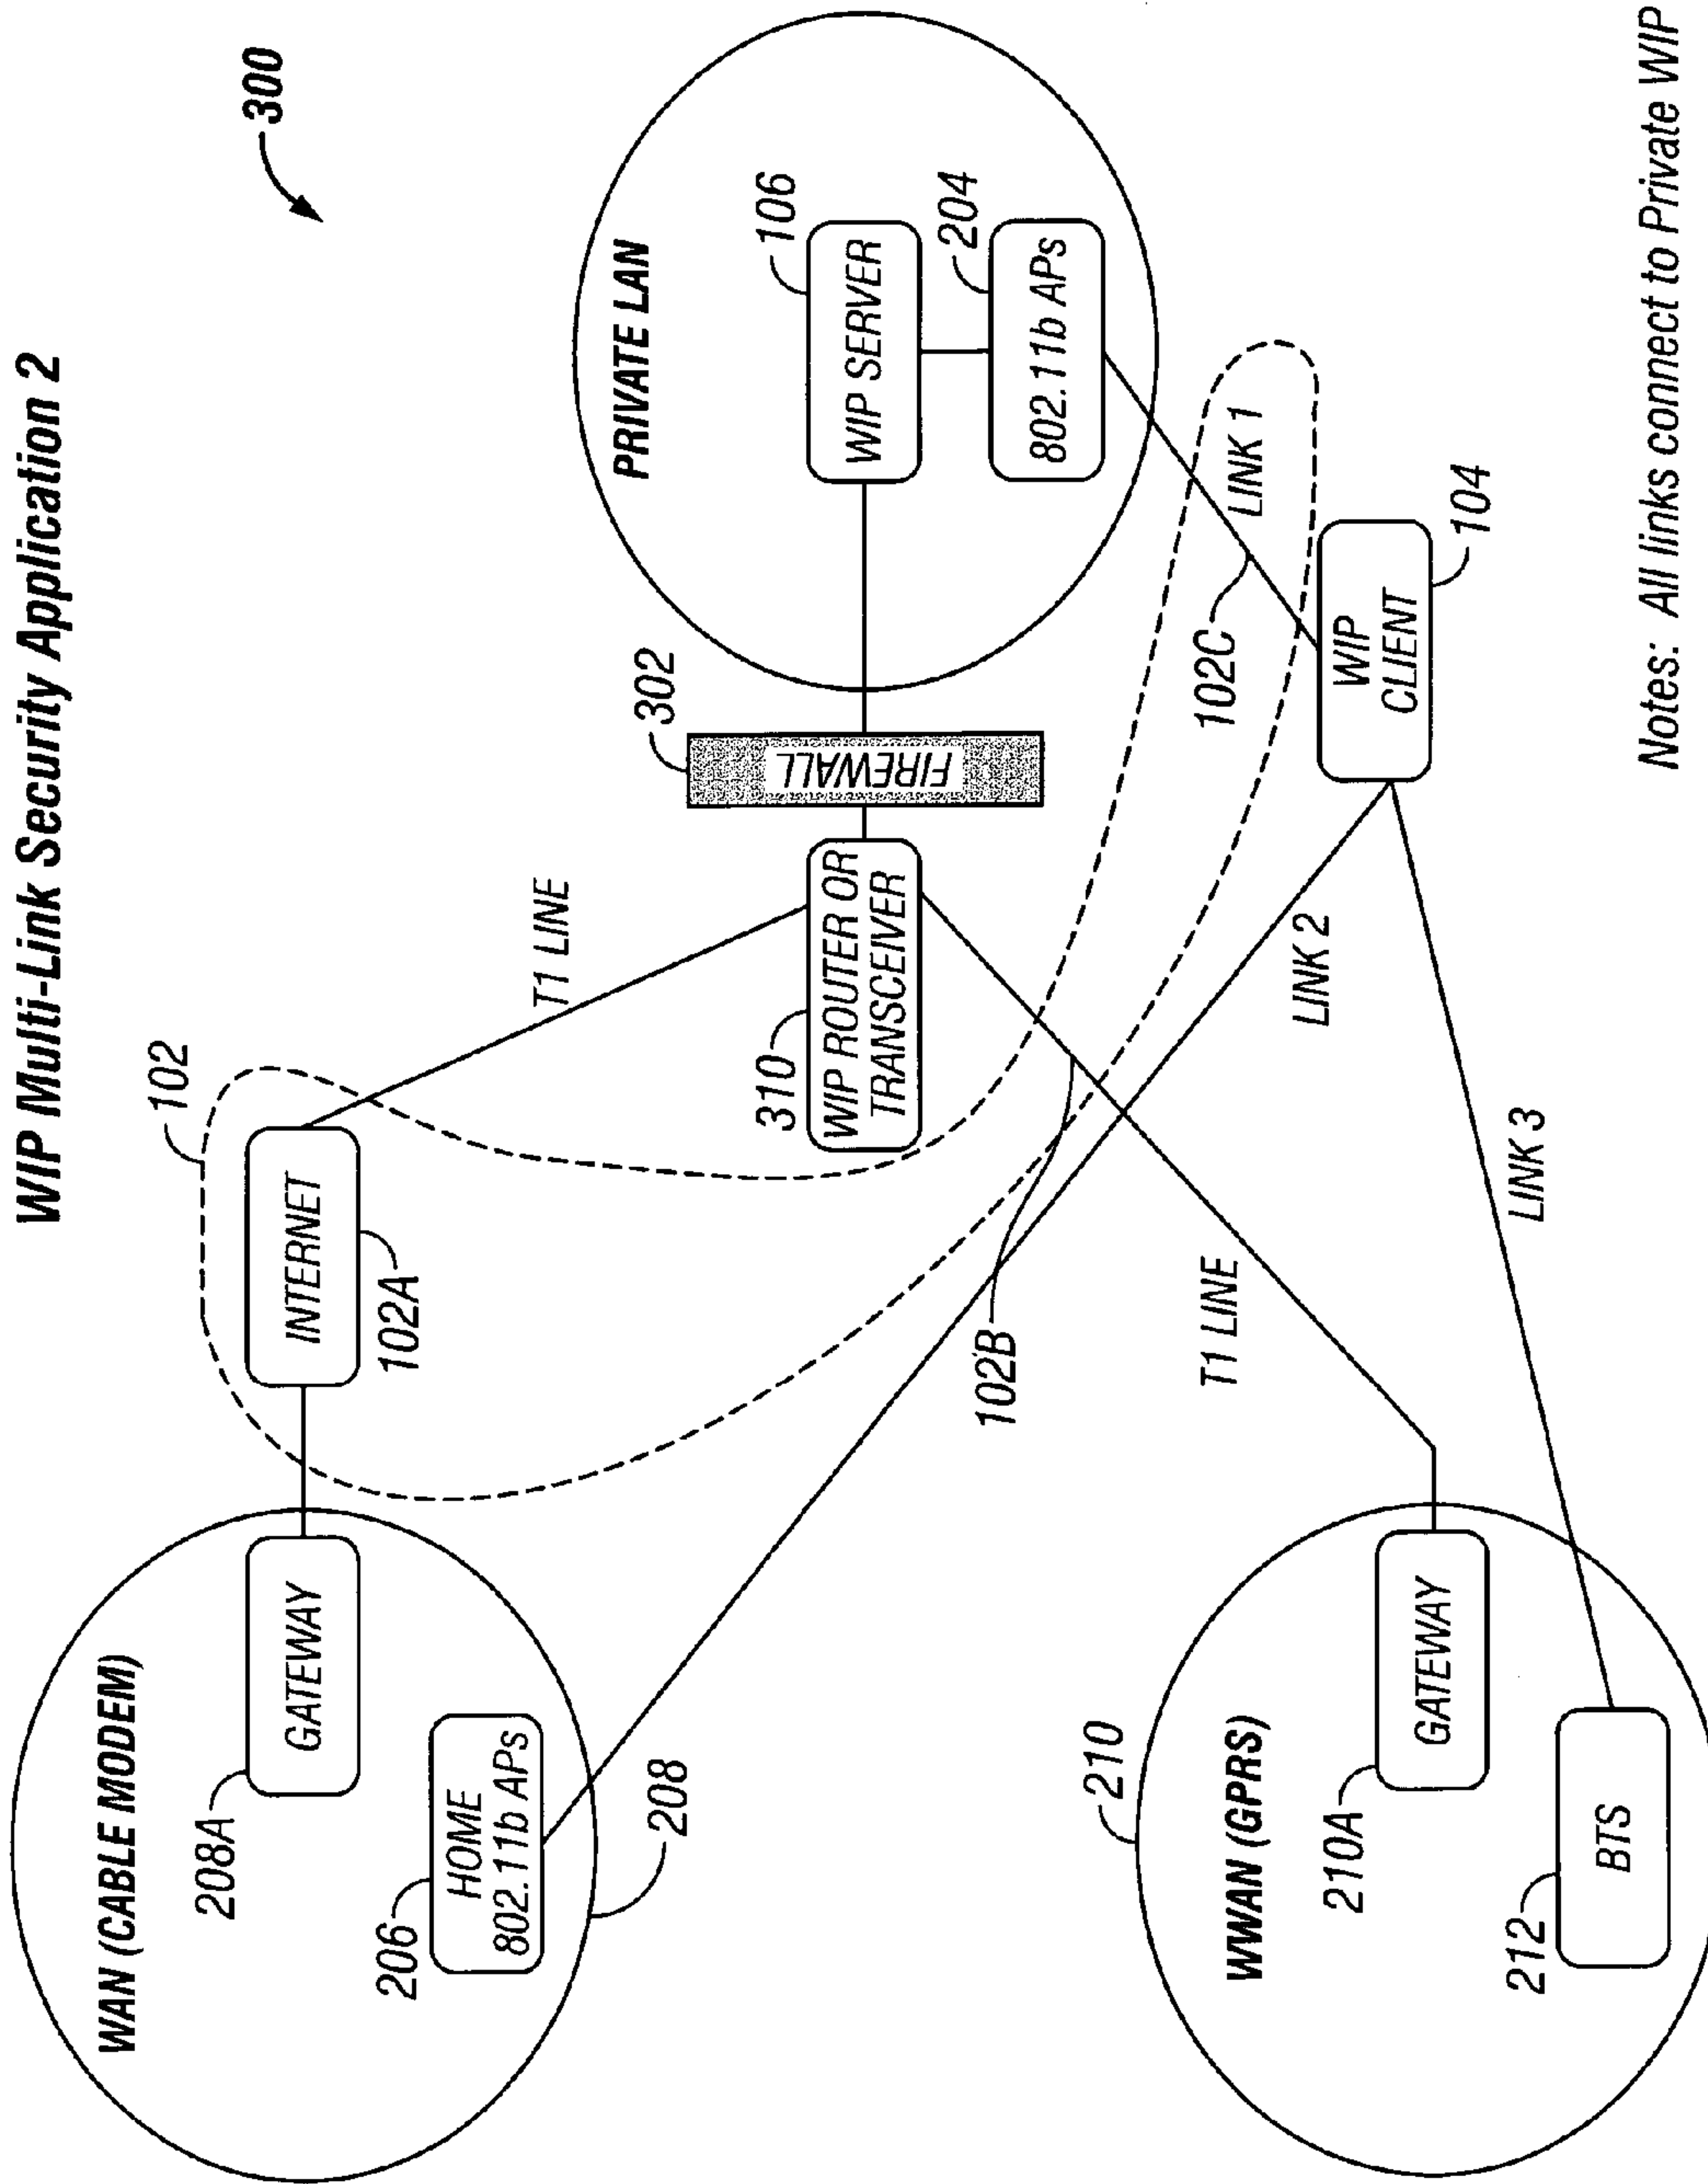 WIP Multi-Link Security Application 2
300
WAN (CABLE MODEM)
208A
GATEWAY
206
HOME
802.11b APs
208
102
INTERNET
102A
T1 LINE
310
WIP ROUTER OR
TRANSCEIVER
302
FIREWALL
PRIVATE LAN
106
WIP SERVER
204
802.11b APs
LINK 1
102C
102B
LINK 2
WIP
CLIENT
104
T1 LINE
LINK 3
210
WWAN (GPRS)
210A
GATEWAY
212
BTS
Notes: All links connect to Private WIP